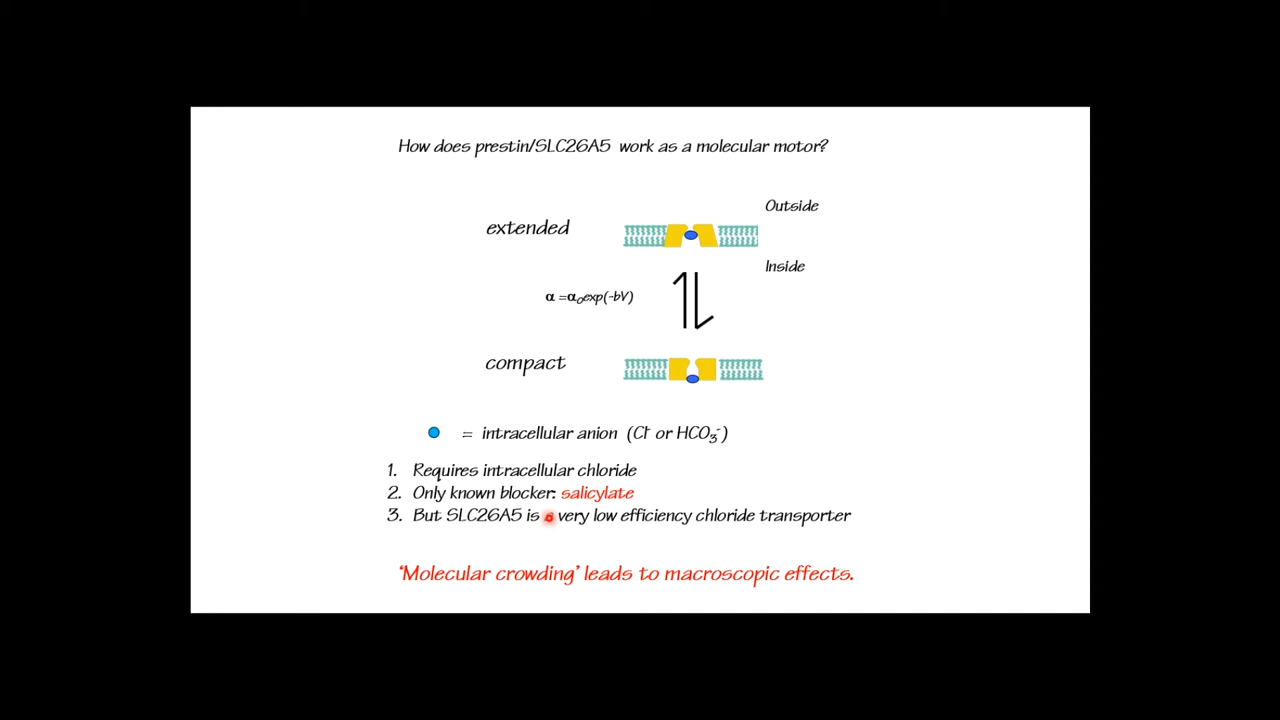 How does prestin/SLC26A5 work as a molecular motor?
Outside
extended
Inside
α =α₀exp(-bV)
compact
= intracellular anion (Cl⁻ or HCO₃⁻)
1. Requires intracellular chloride
2. Only known blocker: salicylate
3. But SLC26A5 is a very low efficiency chloride transporter
‘Molecular crowding’ leads to macroscopic effects.